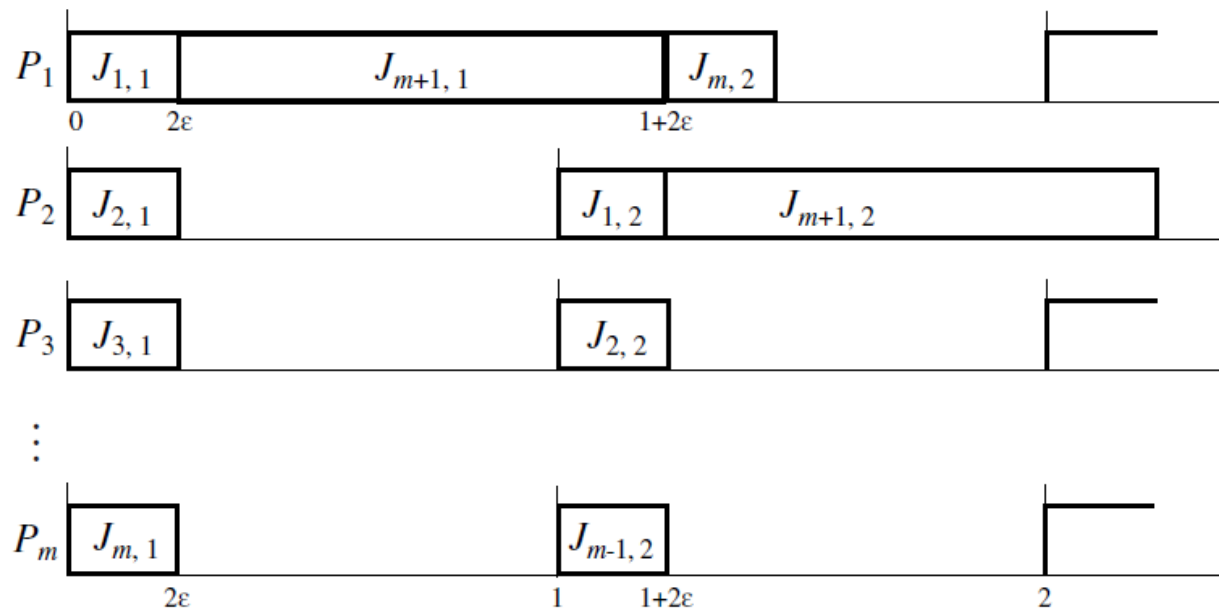 P1 J1, 1 Jm+1, 1 Jm, 2
0 2ε 1+2ε
P2 J2, 1 J1, 2 Jm+1, 2
P3 J3, 1 J2, 2
⋮
Pm Jm, 1 Jm-1, 2
2ε 1 1+2ε 2